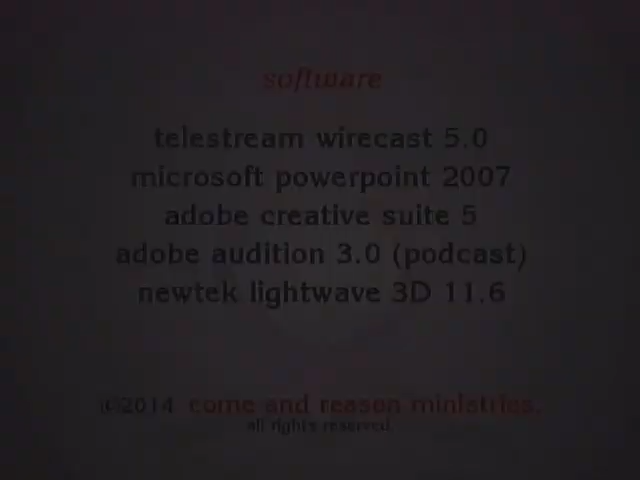 software
telestream wirecast 5.0
microsoft powerpoint 2007
adobe creative suite 5
adobe audition 3.0 (podcast)
newtek lightwave 3D 11.6
©2014 come and reason ministries.
all rights reserved.